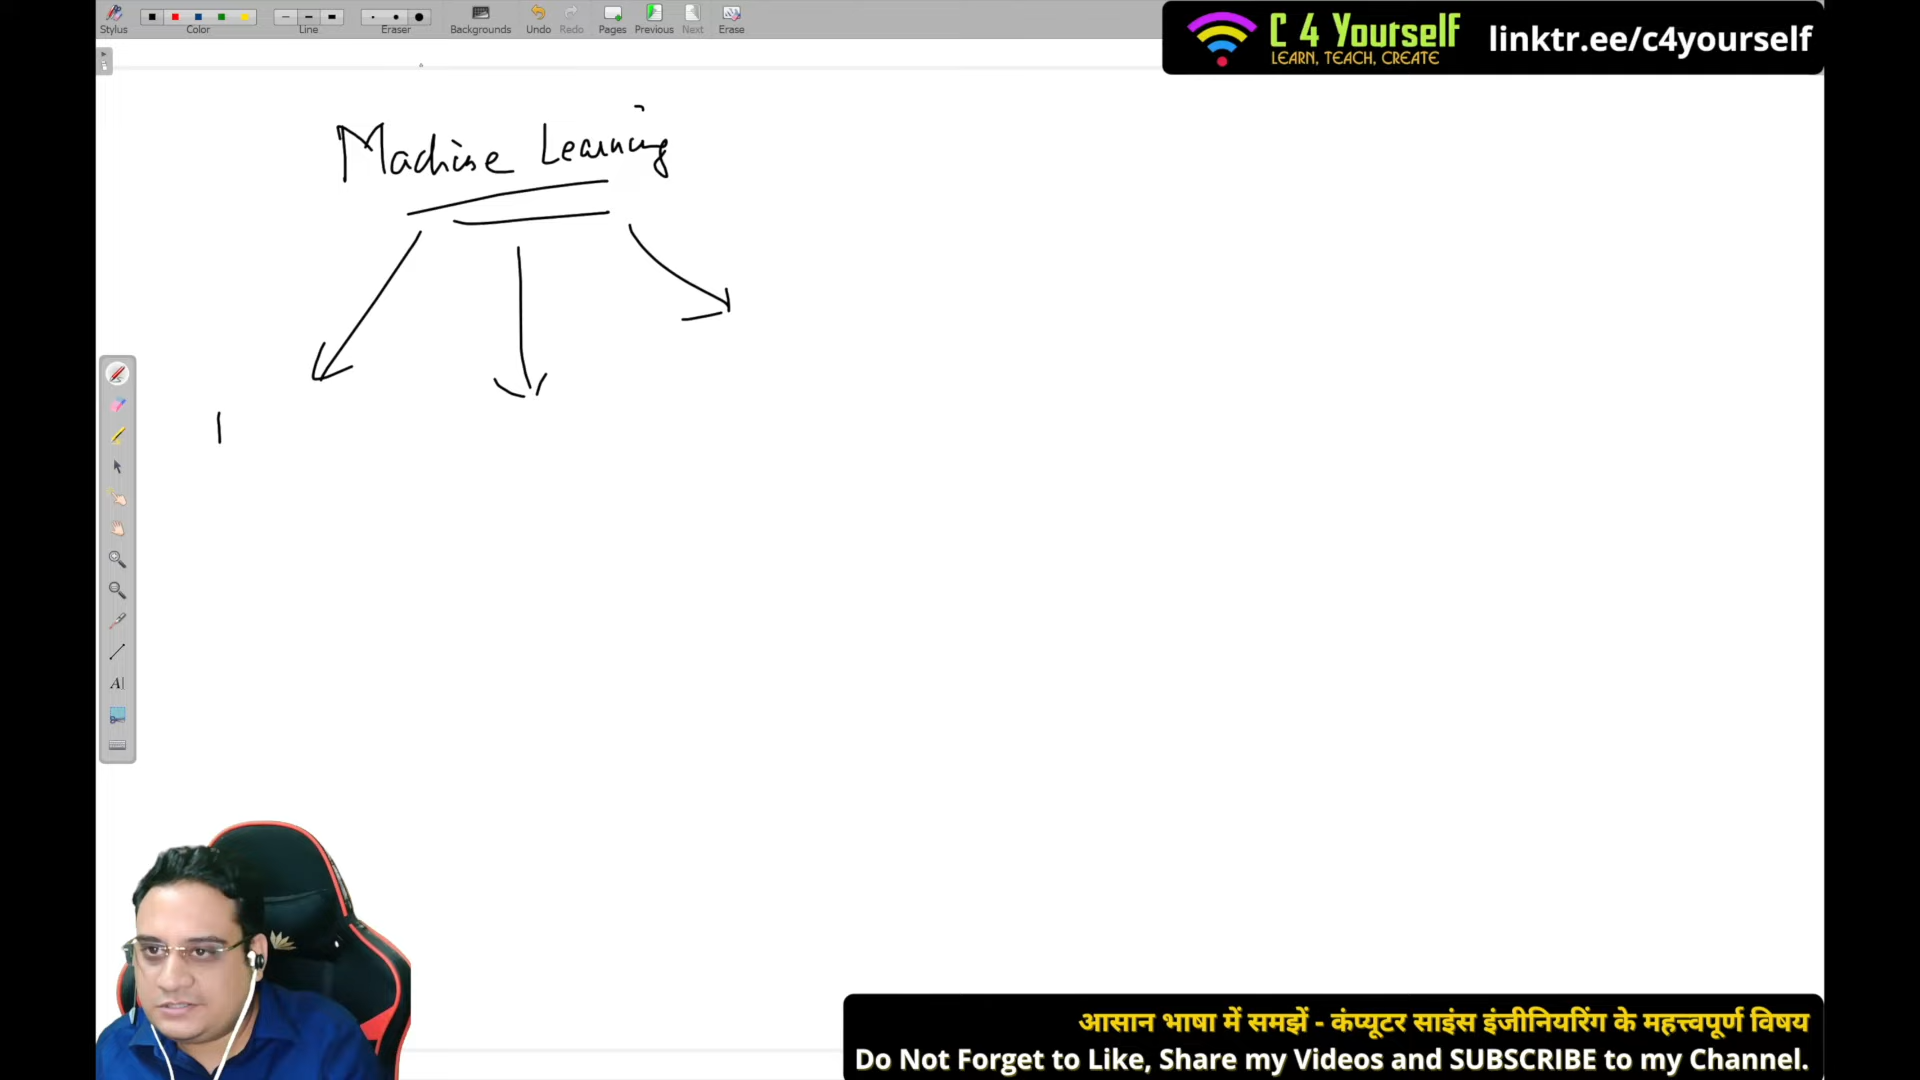 Stylus Color Line Eraser Backgrounds Undo Redo Pages Previous Next Erase
C 4 Yourself
LEARN, TEACH, CREATE
linktr.ee/c4yourself
Machine Learning
A|
आसान भाषा में समझें - कंप्यूटर साइंस इंजीनियरिंग के महत्त्वपूर्ण विषय
Do Not Forget to Like, Share my Videos and SUBSCRIBE to my Channel.